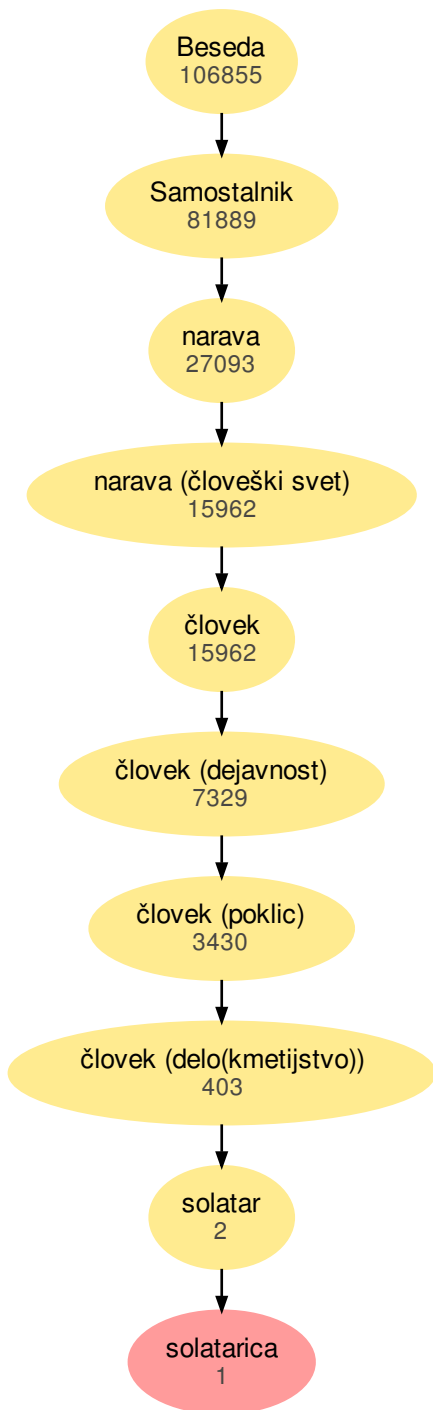 Beseda
106855
Samostalnik
81889
narava
27093
narava (človeški svet)
15962
človek
15962
človek (dejavnost)
7329
človek (poklic)
3430
človek (delo(kmetijstvo))
403
solatar
2
solatarica
1